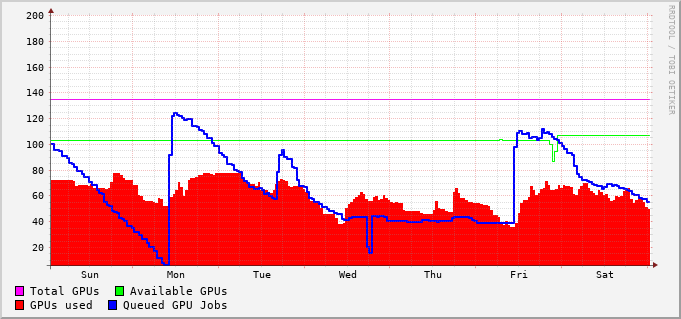 200
180
160
140
120
100
80
60
40
20
Sun Mon Tue Wed Thu Fri Sat
Total GPUs Available GPUs
GPUs used Queued GPU Jobs
RRDTOOL / TOBI OETIKER